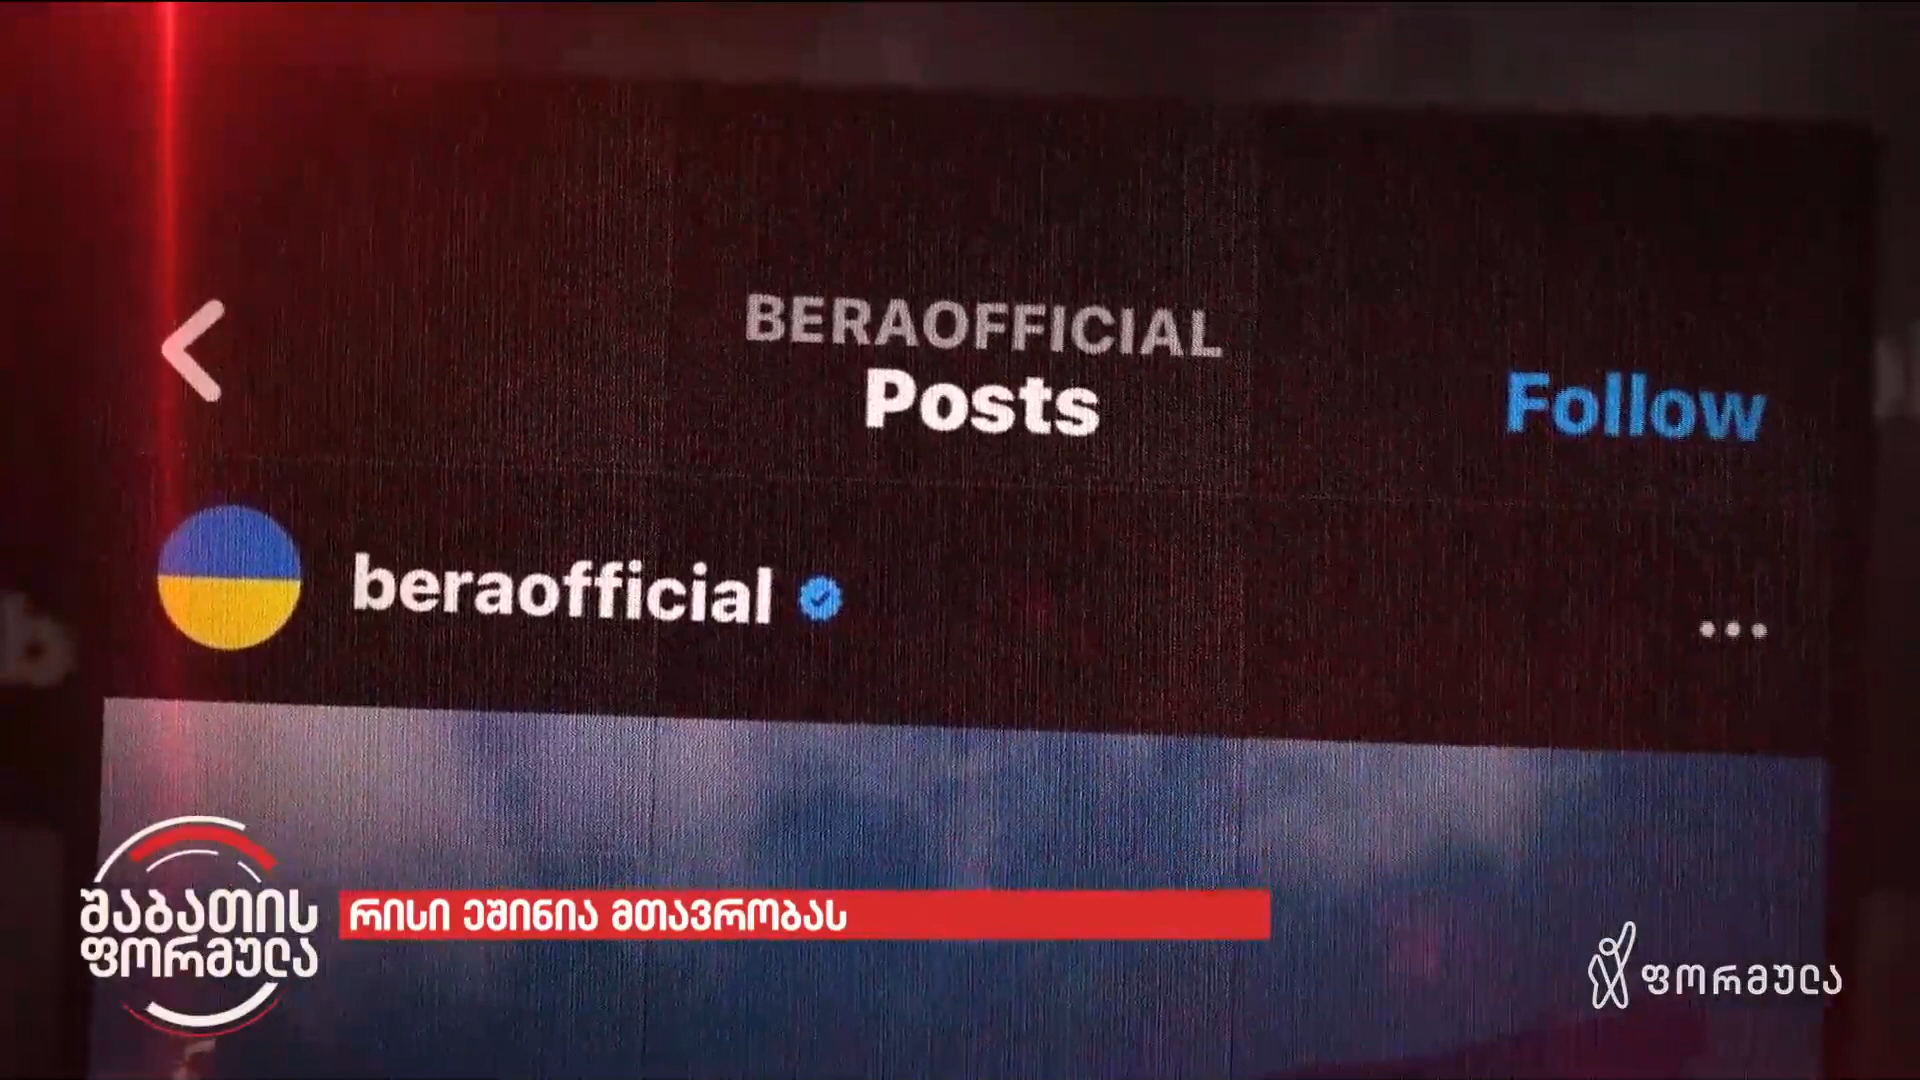 BERAOFFICIAL
Posts
Follow
beraofficial
რისი ეშინია მთავრობას
შაბათის
ფორმულა
ფორმულა